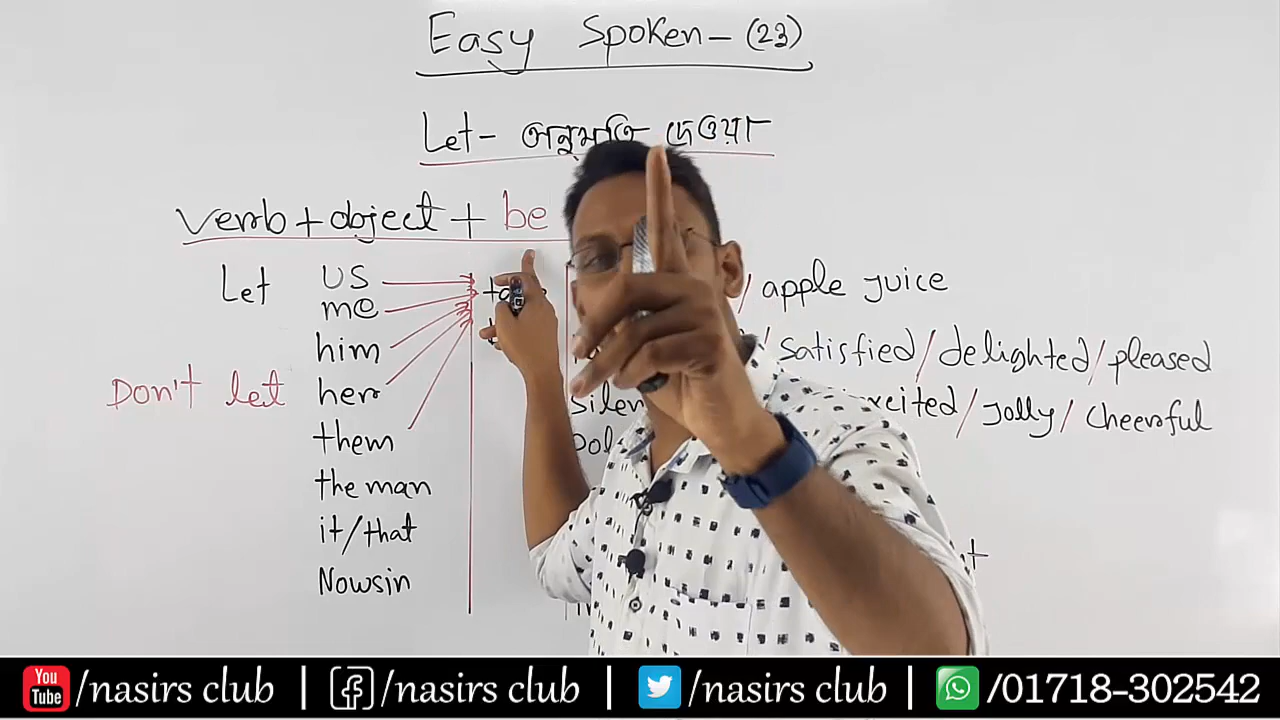 Easy Spoken - (23)
Let - অনুমতি দেওয়া
verb + object + be
Let us / apple juice
me
him / satisfied / delighted / pleased
Don't let her
/ Jolly / cheerful
them
the man
it/that
Nowsin
You Tube /nasirs club | /nasirs club | /nasirs club | /01718-302542